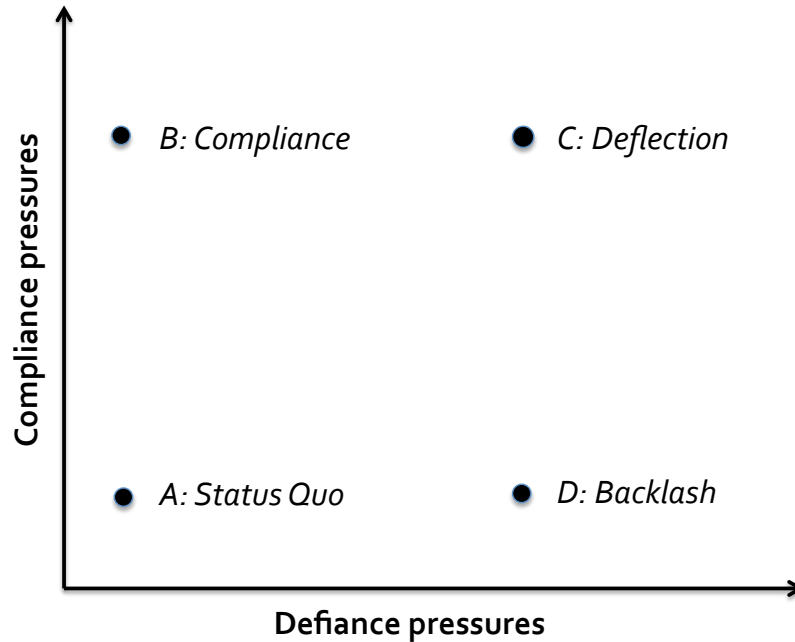 Compliance pressures
B: Compliance
C: Deflection
A: Status Quo
D: Backlash
Defiance pressures